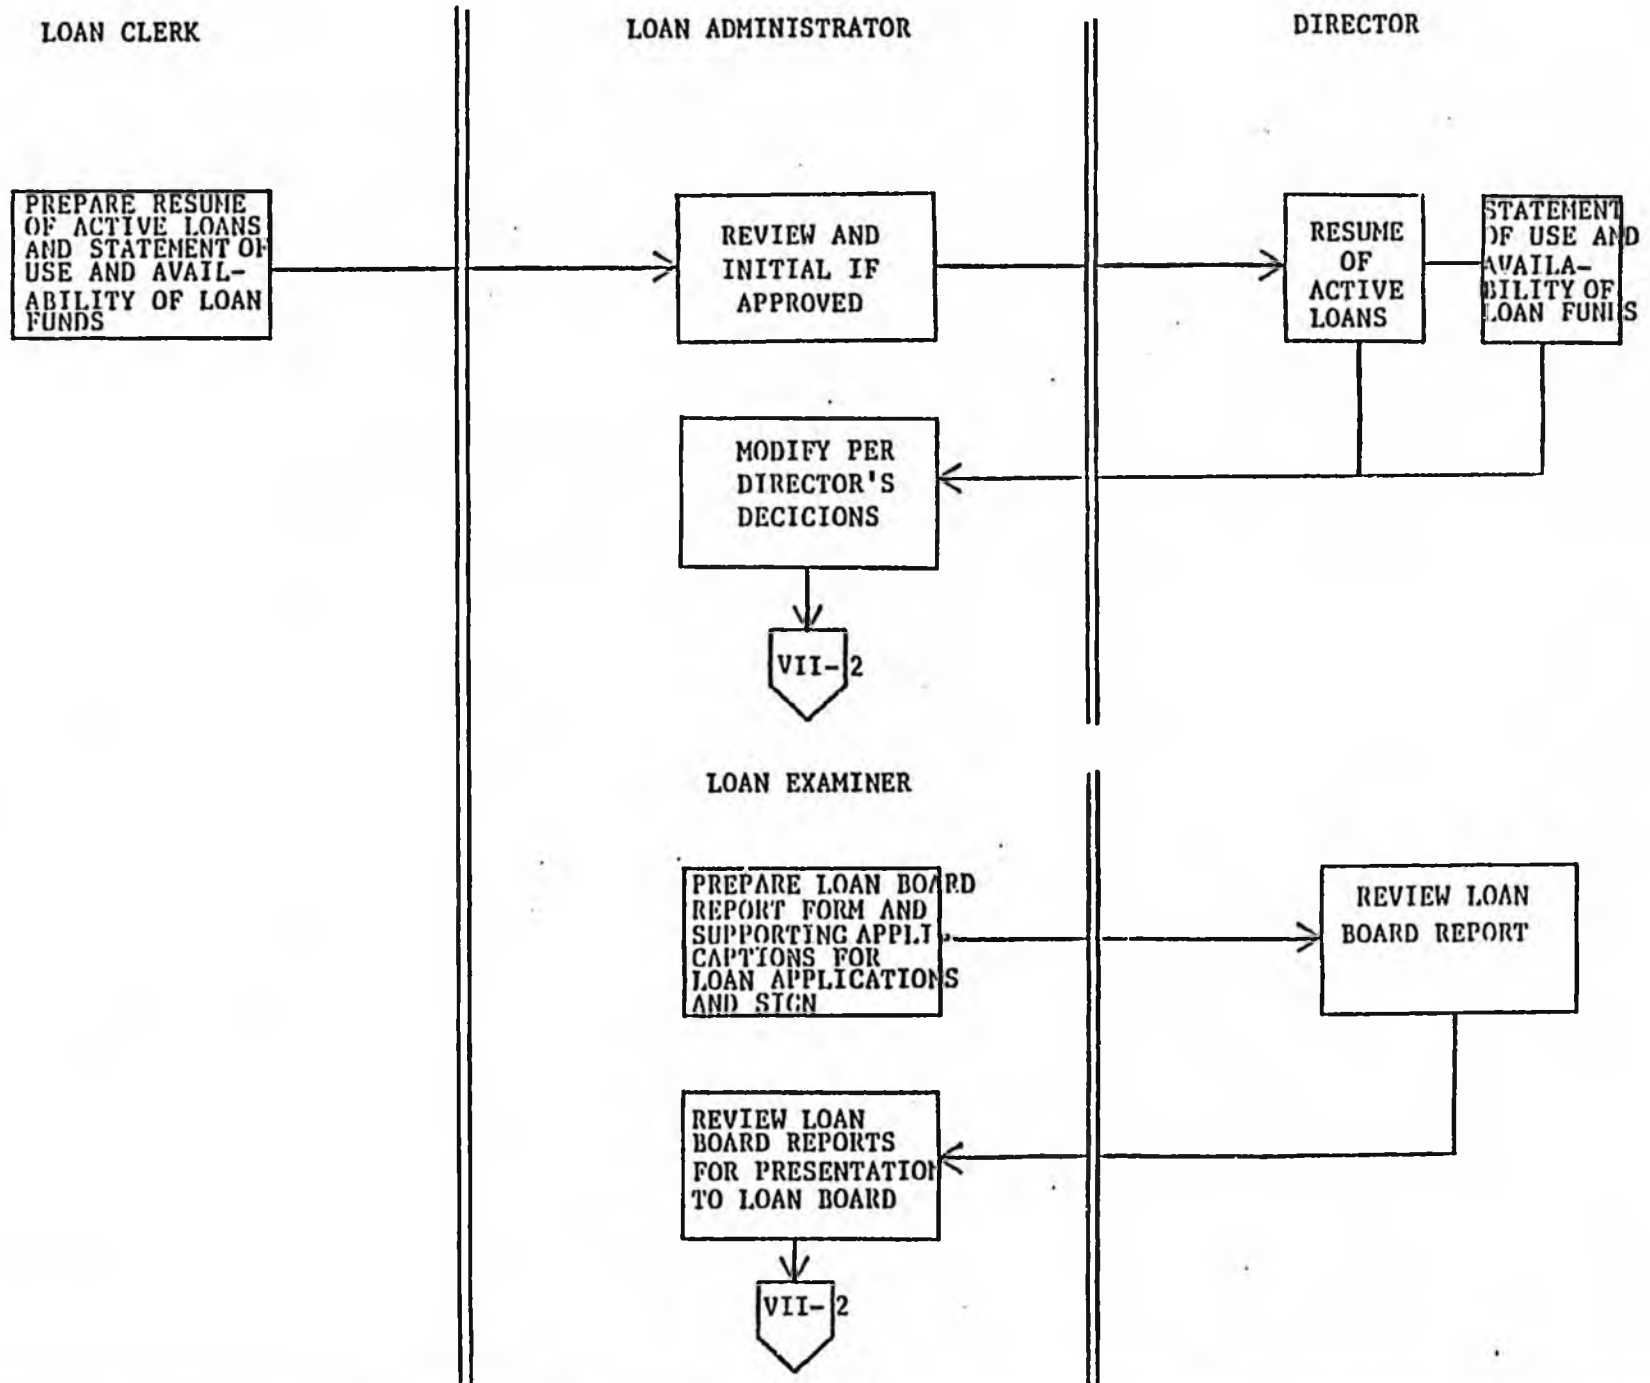 LOAN CLERK
LOAN ADMINISTRATOR
DIRECTOR
PREPARE RESUME
OF ACTIVE LOANS
AND STATEMENT OF
USE AND AVAIL-
ABILITY OF LOAN
FUNDS
REVIEW AND
INITIAL IF
APPROVED
RESUME
OF
ACTIVE
LOANS
STATEMENT
OF USE AND
AVAILA-
BILITY OF
LOAN FUNDS
MODIFY PER
DIRECTOR'S
DECICIONS
VII-2
LOAN EXAMINER
PREPARE LOAN BOARD
REPORT FORM AND
SUPPORTING APPLI-
CAPTIONS FOR
LOAN APPLICATIONS
AND SIGN
REVIEW LOAN
BOARD REPORT
REVIEW LOAN
BOARD REPORTS
FOR PRESENTATION
TO LOAN BOARD
VII-2